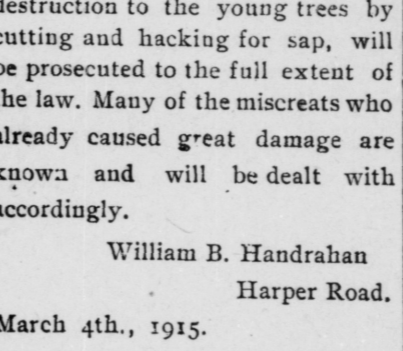 destruction to the young trees by
cutting and hacking for sap, will
be prosecuted to the full extent of
the law. Many of the miscreats who
already caused great damage are
known and will be dealt with
accordingly.
William B. Handrahan
Harper Road.
March 4th., 1915.